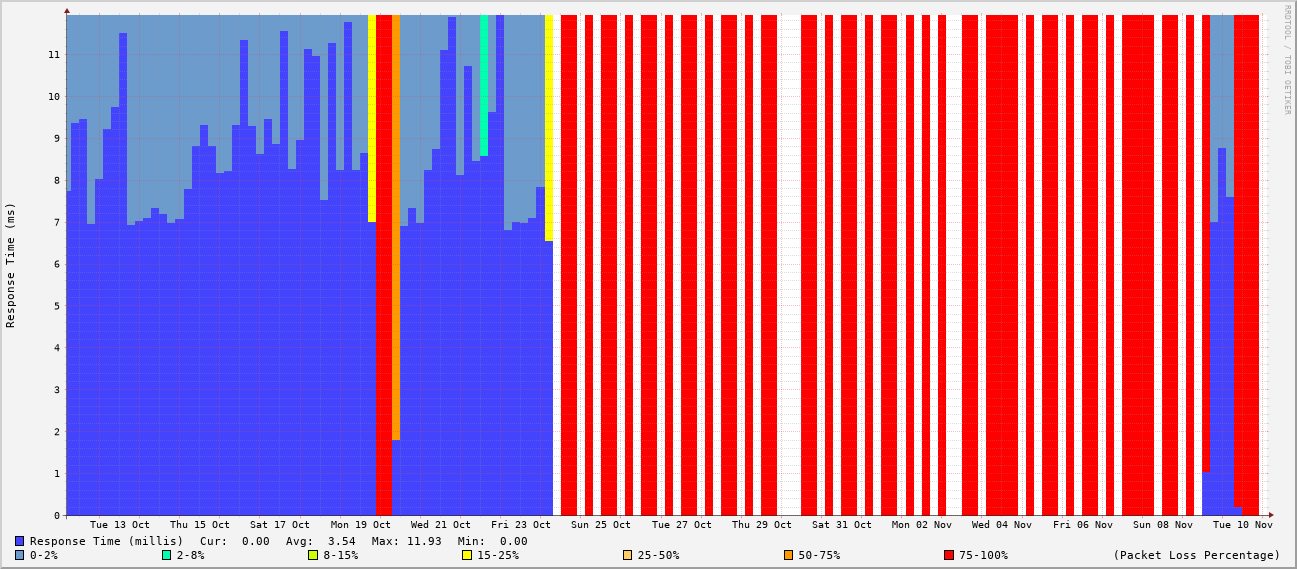 RRDTOOL / TOBI OETIKER
Response Time (ms)
11
10
9
8
7
6
5
4
3
2
1
0
Tue 13 Oct Thu 15 Oct Sat 17 Oct Mon 19 Oct Wed 21 Oct Fri 23 Oct Sun 25 Oct Tue 27 Oct Thu 29 Oct Sat 31 Oct Mon 02 Nov Wed 04 Nov Fri 06 Nov Sun 08 Nov Tue 10 Nov
Response Time (millis) Cur: 0.00 Avg: 3.54 Max: 11.93 Min: 0.00
0-2% 2-8% 8-15% 15-25% 25-50% 50-75% 75-100% (Packet Loss Percentage)